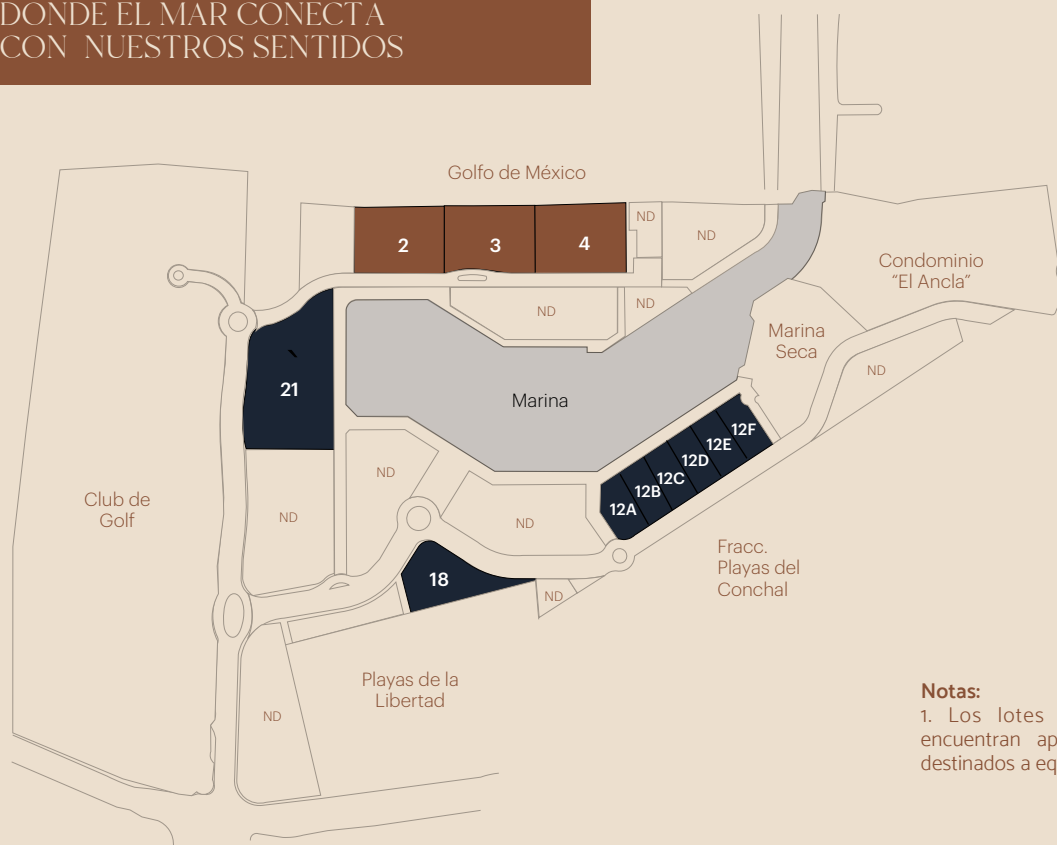 DONDE EL MAR CONECTA
CON NUESTROS SENTIDOS
Golfo de México
2
3
4
ND
ND
Condominio
“El Ancla”
ND
ND
Marina
Seca
ND
21
Marina
12F
12E
12D
12C
12B
12A
ND
Club de
Golf
ND
ND
Fracc.
Playas del
Conchal
18
ND
Playas de la
Libertad
ND
Notas:
1. Los lotes
encuentran ap
destinados a eq